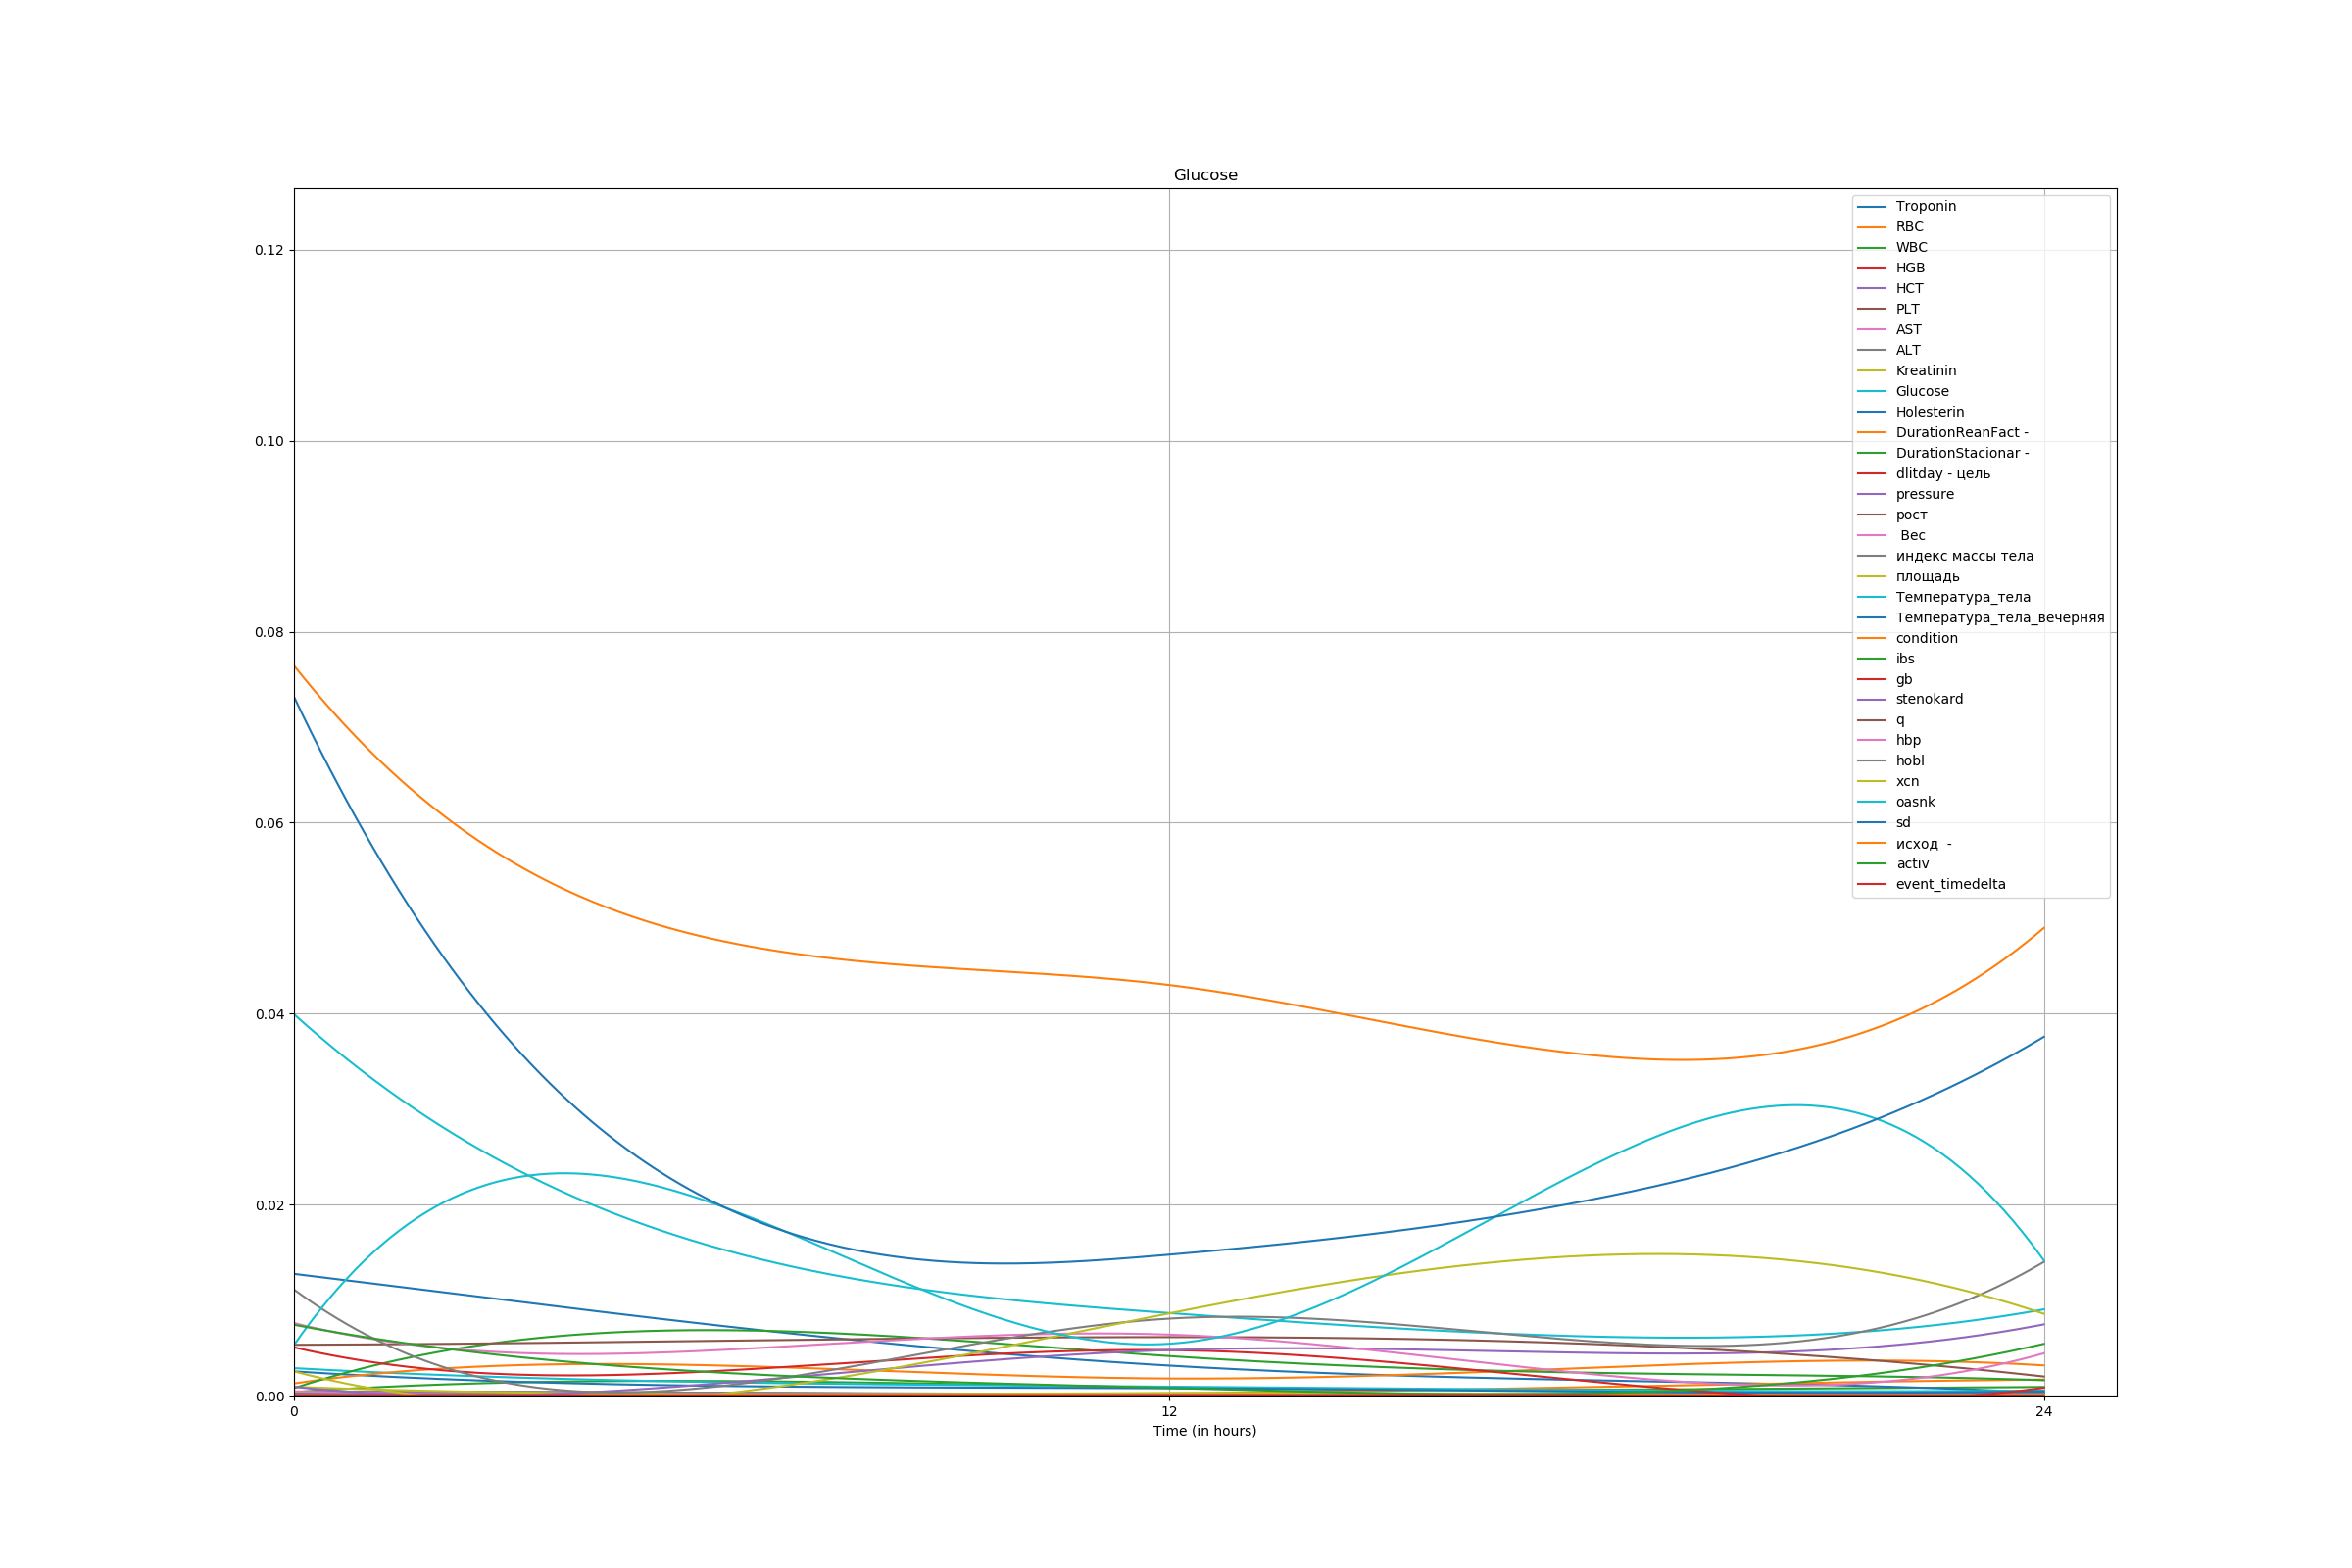 Glucose
0.12
0.10
0.08
0.06
0.04
0.02
0.00
Troponin
RBC
WBC
HGB
HCT
PLT
AST
ALT
Kreatinin
Glucose
Holesterin
DurationReanFact -
DurationStacionar -
dlitday - цель
pressure
рост
Вес
индекс массы тела
площадь
Температура_тела
Температура_тела_вечерняя
condition
ibs
gb
stenokard
q
hbp
hobl
xcn
oasnk
sd
исход  -
activ
event_timedelta
0 12 24
Time (in hours)